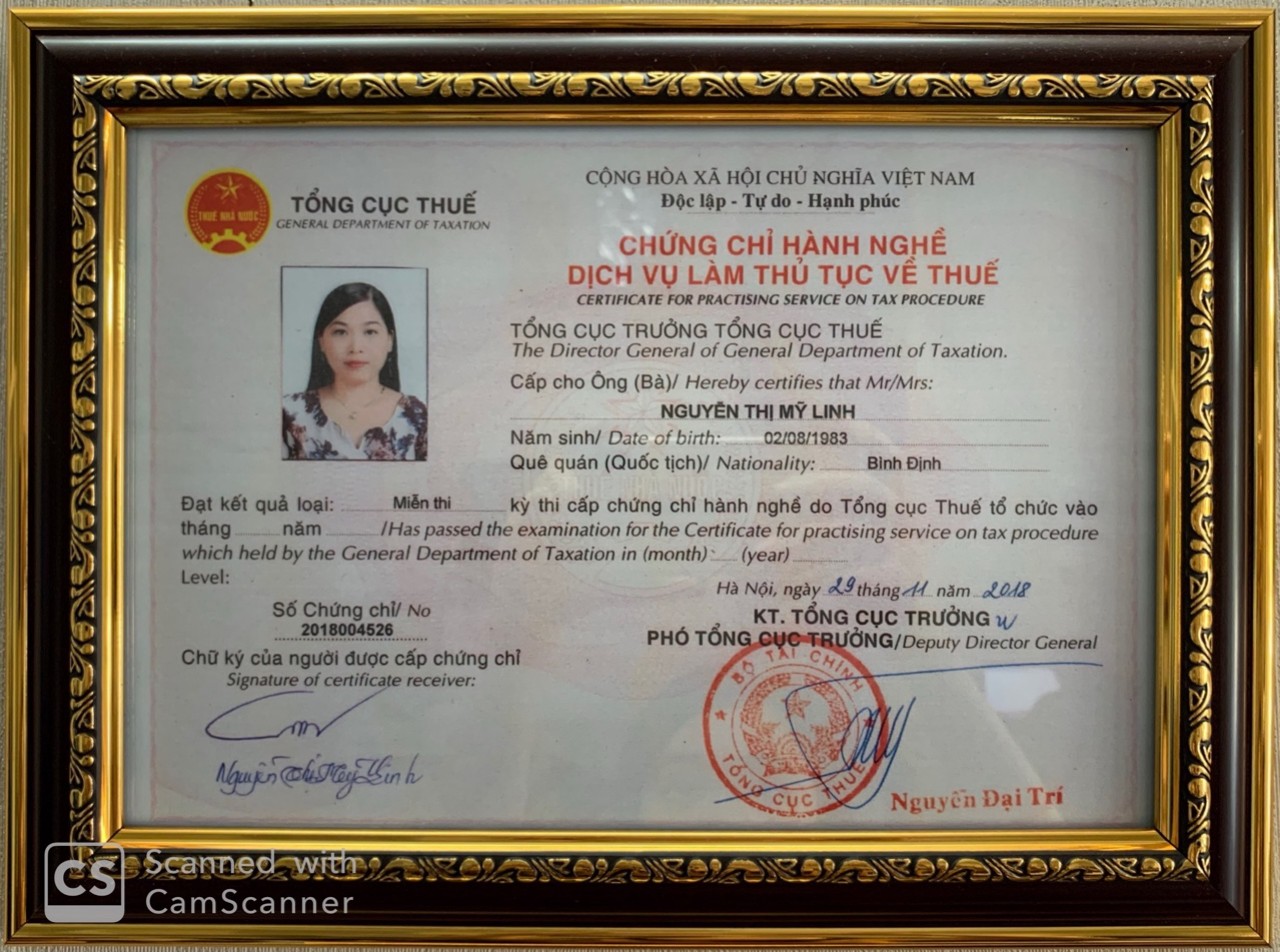 THUẾ NHÀ NƯỚC
TỔNG CỤC THUẾ
GENERAL DEPARTMENT OF TAXATION
CỘNG HÒA XÃ HỘI CHỦ NGHĨA VIỆT NAM
Độc lập - Tự do - Hạnh phúc
CHỨNG CHỈ HÀNH NGHỀ
DỊCH VỤ LÀM THỦ TỤC VỀ THUẾ
CERTIFICATE FOR PRACTISING SERVICE ON TAX PROCEDURE
TỔNG CỤC TRƯỞNG TỔNG CỤC THUẾ
The Director General of General Department of Taxation.
Cấp cho Ông (Bà)/ Hereby certifies that Mr/Mrs:
NGUYỄN THỊ MỸ LINH
Năm sinh/ Date of birth: 02/08/1983
Quê quán (Quốc tịch)/ Nationality: Bình Định
Đạt kết quả loại: Miễn thi kỳ thi cấp chứng chỉ hành nghề do Tổng cục Thuế tổ chức vào
tháng năm /Has passed the examination for the Certificate for practising service on tax procedure
which held by the General Department of Taxation in (month) (year)
Level:
Hà Nội, ngày 29 tháng 11 năm 2018
Số Chứng chỉ/ No
2018004526
KT. TỔNG CỤC TRƯỞNG
PHÓ TỔNG CỤC TRƯỞNG/Deputy Director General
Chữ ký của người được cấp chứng chỉ
Signature of certificate receiver:
BỘ TÀI CHÍNH
TỔNG CỤC THUẾ
Nguyễn Thị Mỹ Linh
Nguyễn Đại Trí
CS
Scanned with
CamScanner